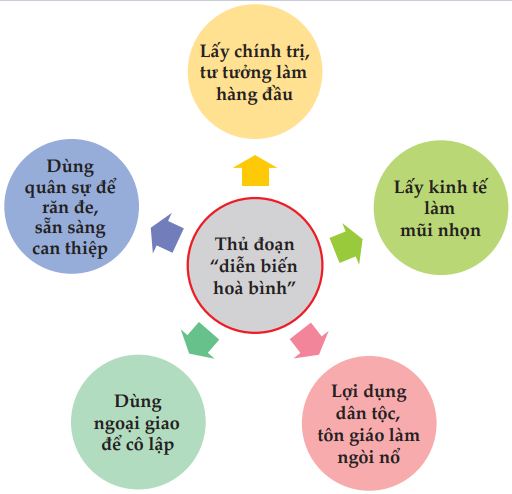 Lấy chính trị,
tư tưởng làm
hàng đầu
Dùng
quân sự để
răn đe,
sẵn sàng
can thiệp
Lấy kinh tế
làm
mũi nhọn
Thủ đoạn
“diễn biến
hoà bình”
Dùng
ngoại giao
để cô lập
Lợi dụng
dân tộc,
tôn giáo làm
ngòi nổ